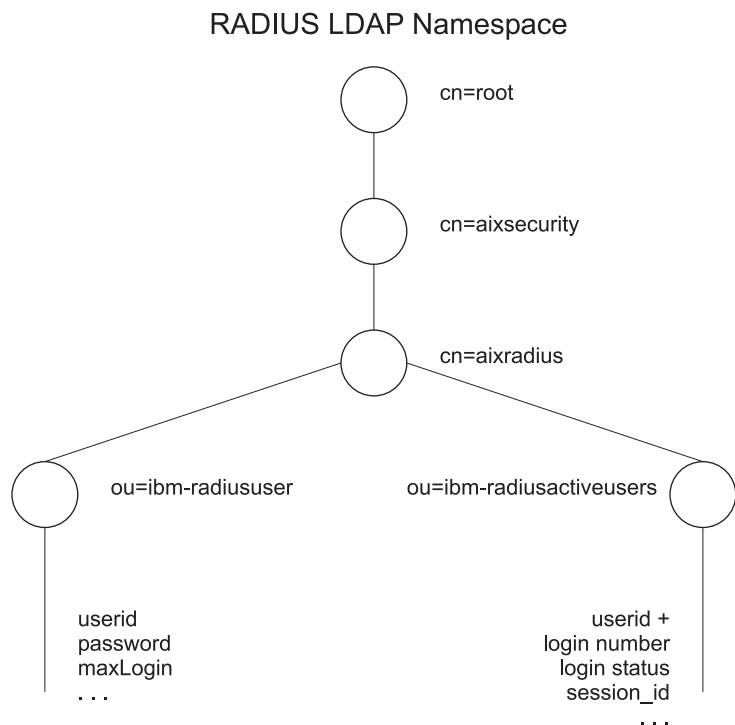 RADIUS LDAP Namespace
cn=root
cn=aixsecurity
cn=aixradius
ou=ibm-radiususer
ou=ibm-radiusactiveusers
userid
password
maxLogin
. . .
userid +
login number
login status
session_id
. . .